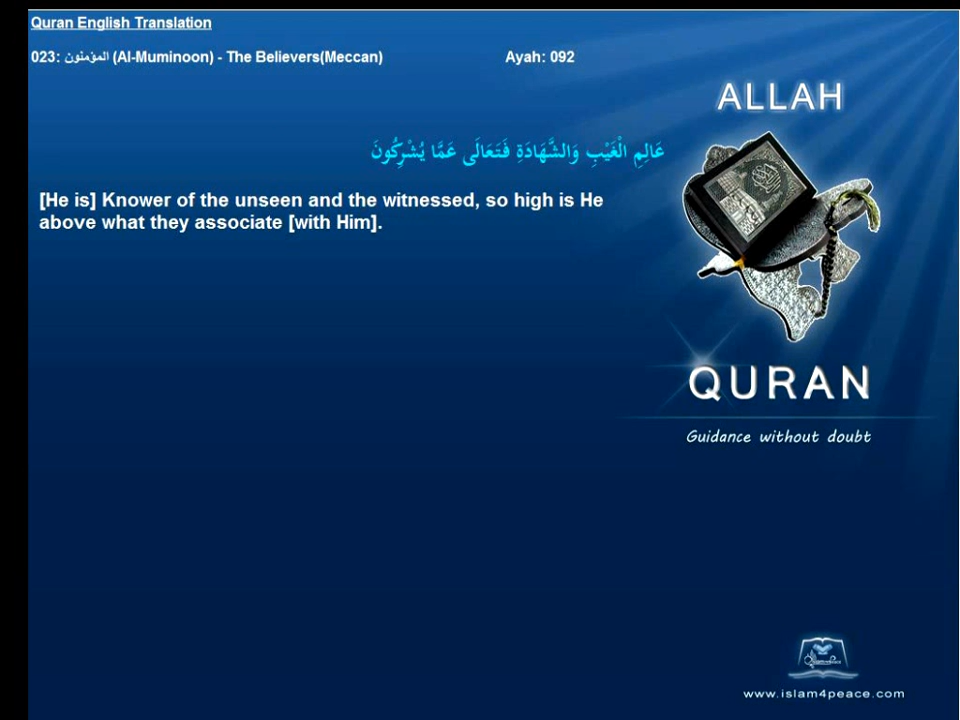 Quran English Translation
023: المؤمنون (Al-Muminoon) - The Believers(Meccan) Ayah: 092
ALLAH
عَالِمِ الْغَيْبِ وَالشَّهَادَةِ فَتَعَالَى عَمَّا يُشْرِكُونَ
[He is] Knower of the unseen and the witnessed, so high is He
above what they associate [with Him].
QURAN
Guidance without doubt
www.islam4peace.com